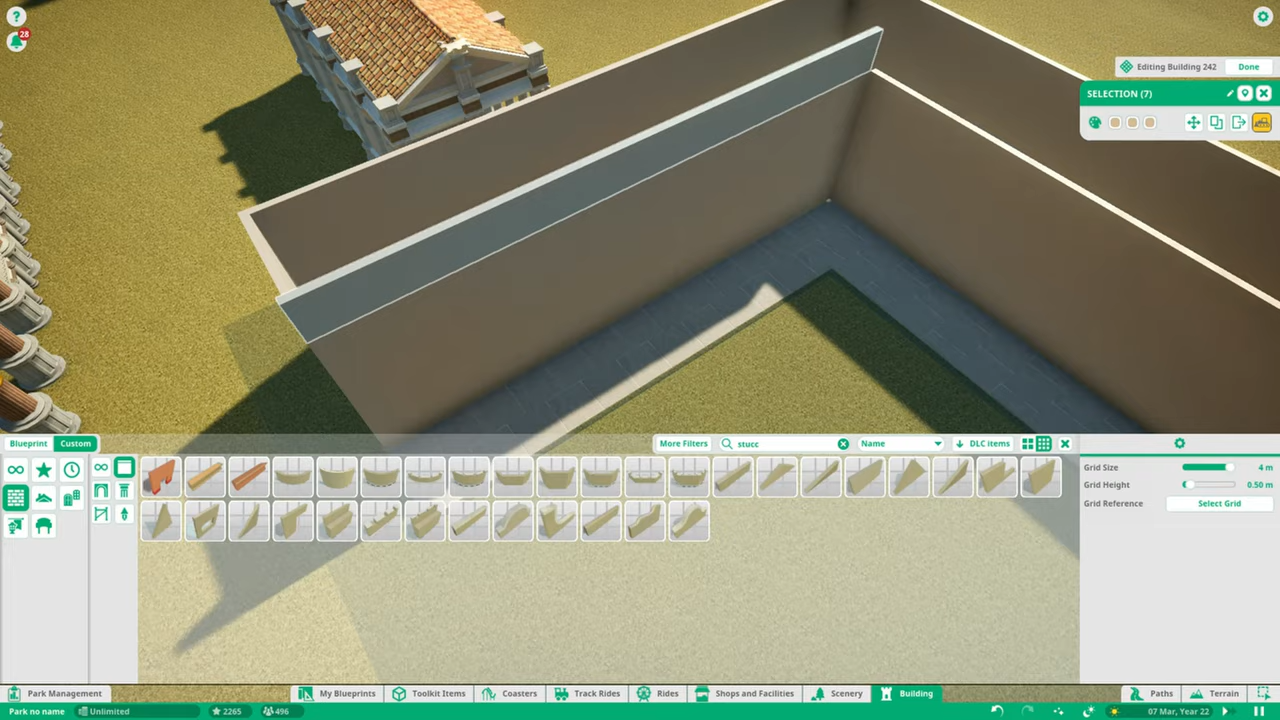 ?
28
Editing Building 242 Done
SELECTION (7)
Blueprint Custom
More Filters stucc Name DLC items
Grid Size 4 m
Grid Height 0.50 m
Grid Reference Select Grid
Park Management My Blueprints Toolkit Items Coasters Track Rides Rides Shops and Facilities Scenery Building Paths Terrain
Park no name Unlimited 2265 496 07 Mar, Year 22